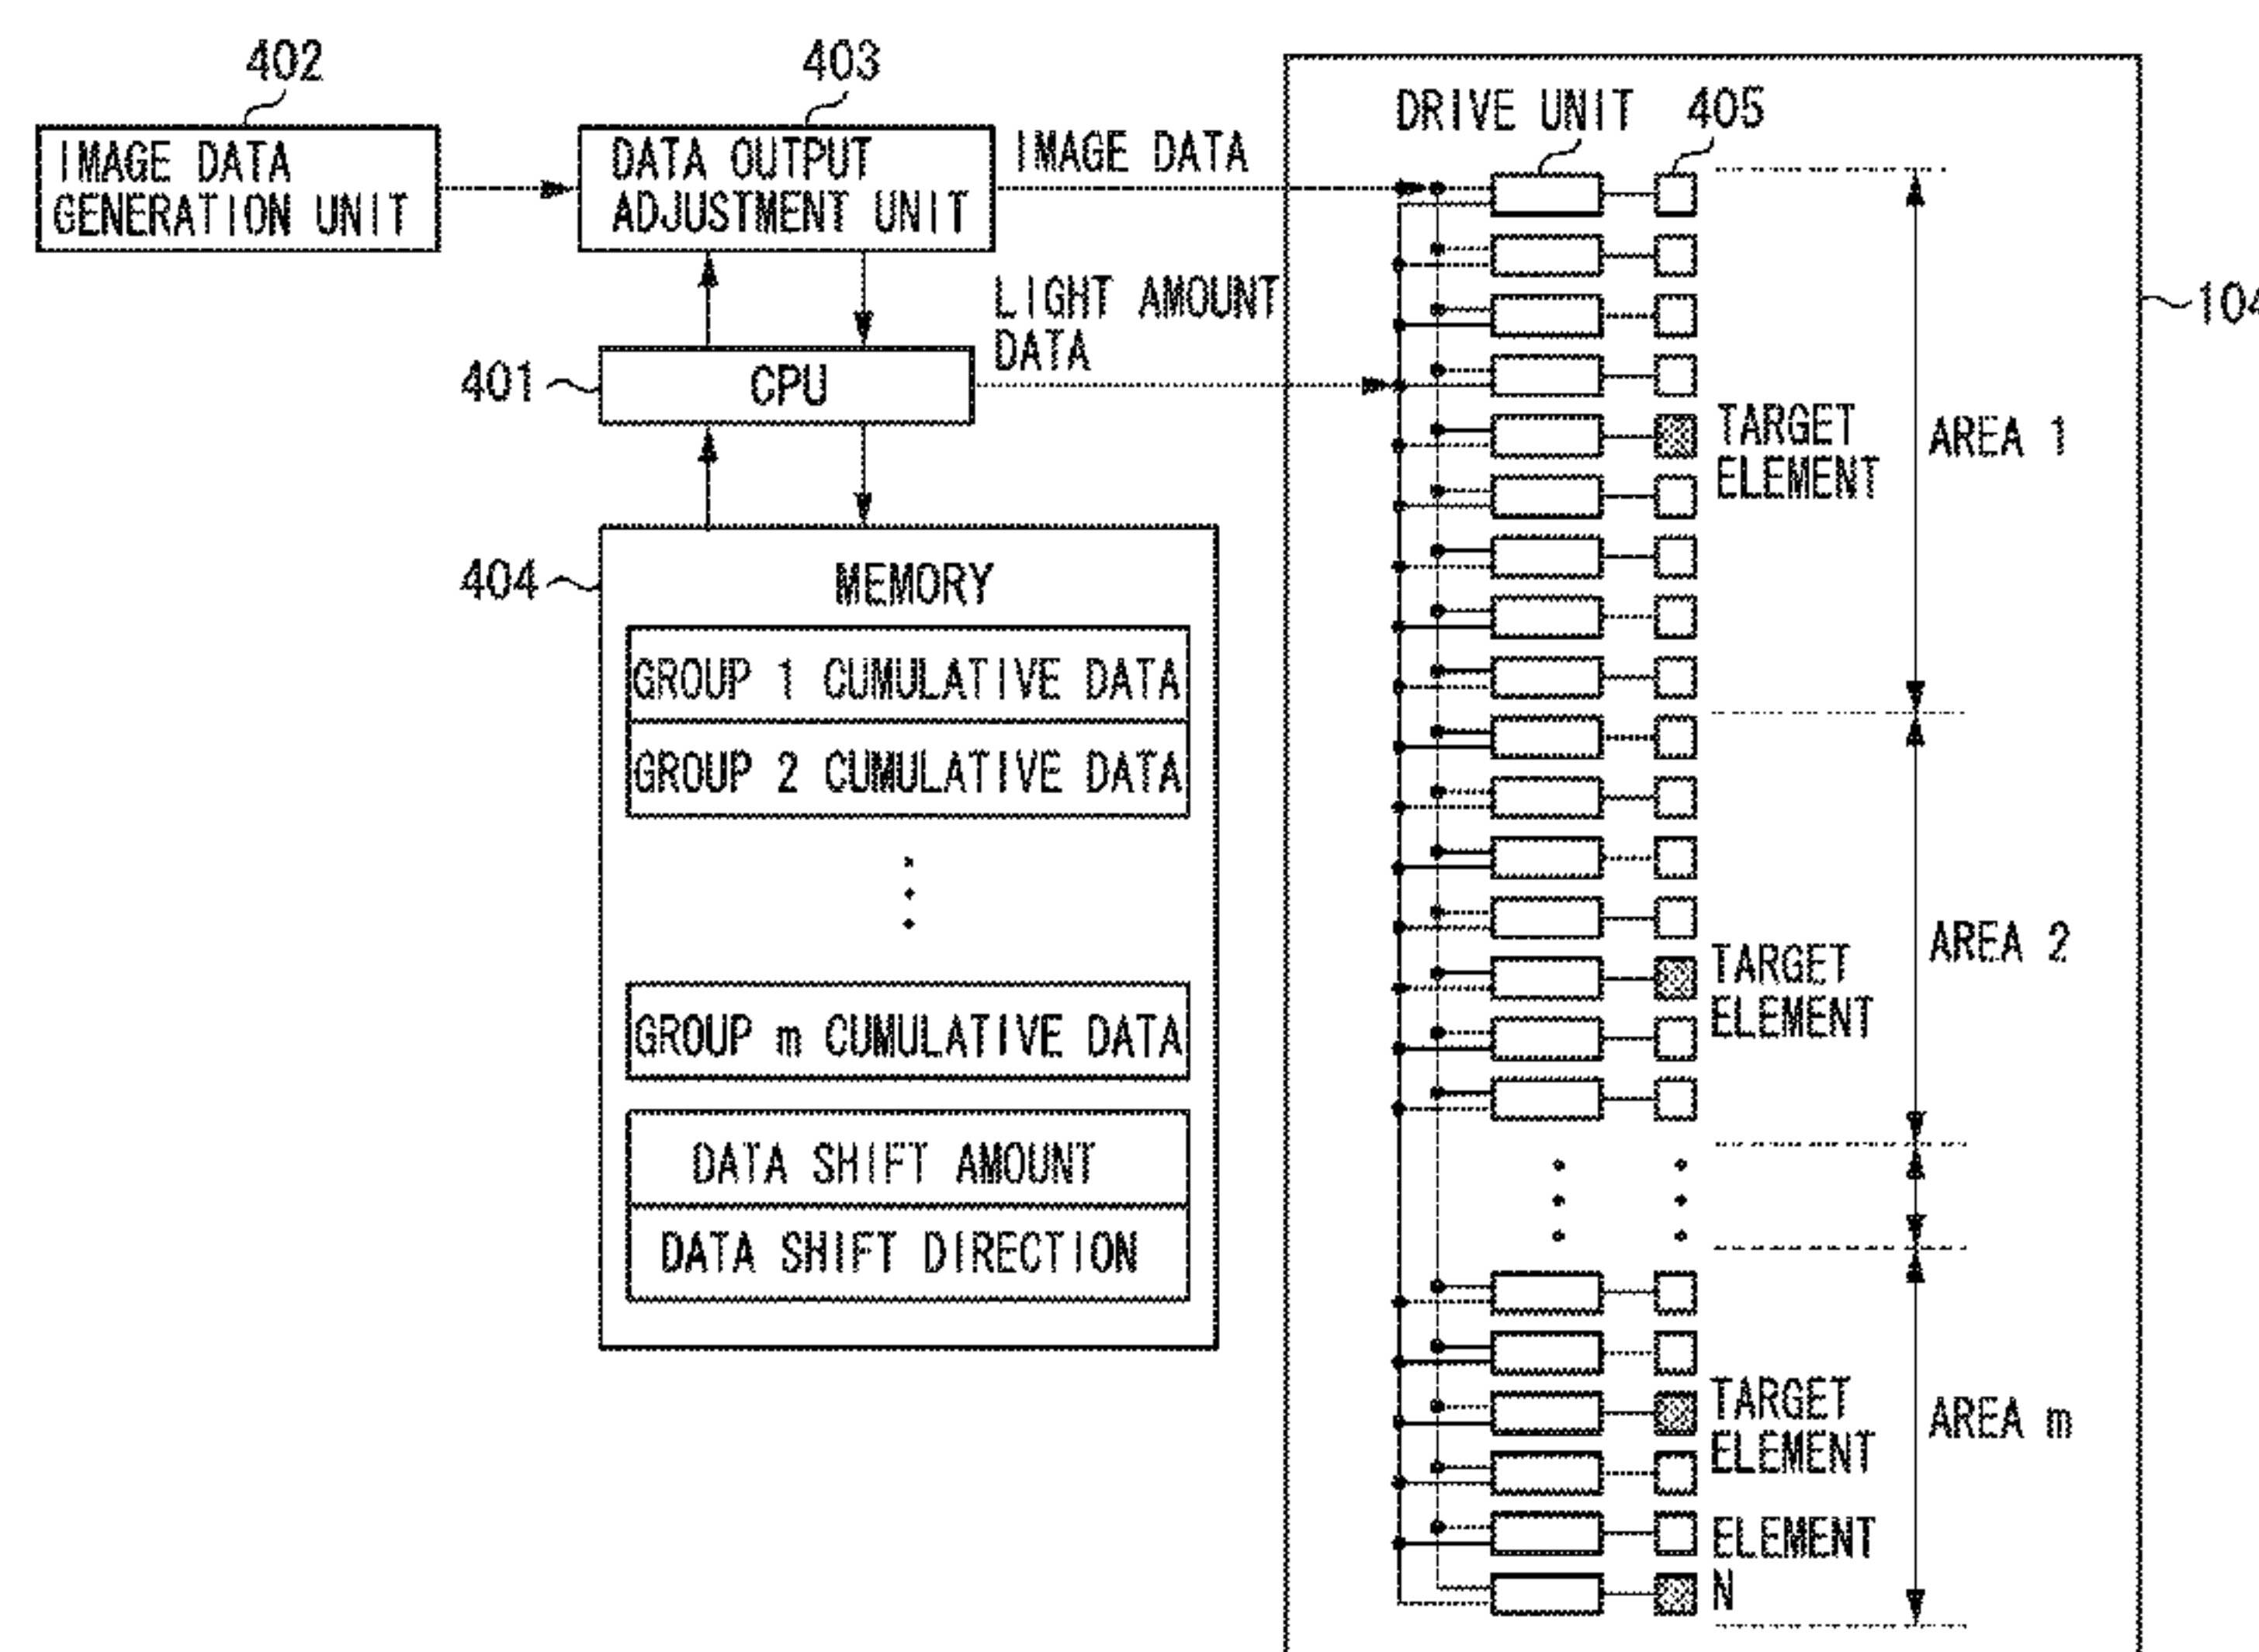 402
IMAGE DATA
GENERATION UNIT
403
DATA OUTPUT
ADJUSTMENT UNIT
IMAGE DATA
LIGHT AMOUNT
DATA
401
CPU
404
MEMORY
GROUP 1 CUMULATIVE DATA
GROUP 2 CUMULATIVE DATA
GROUP m CUMULATIVE DATA
DATA SHIFT AMOUNT
DATA SHIFT DIRECTION
DRIVE UNIT
405
104
TARGET
ELEMENT
AREA 1
TARGET
ELEMENT
AREA 2
TARGET
ELEMENT
AREA m
ELEMENT
N